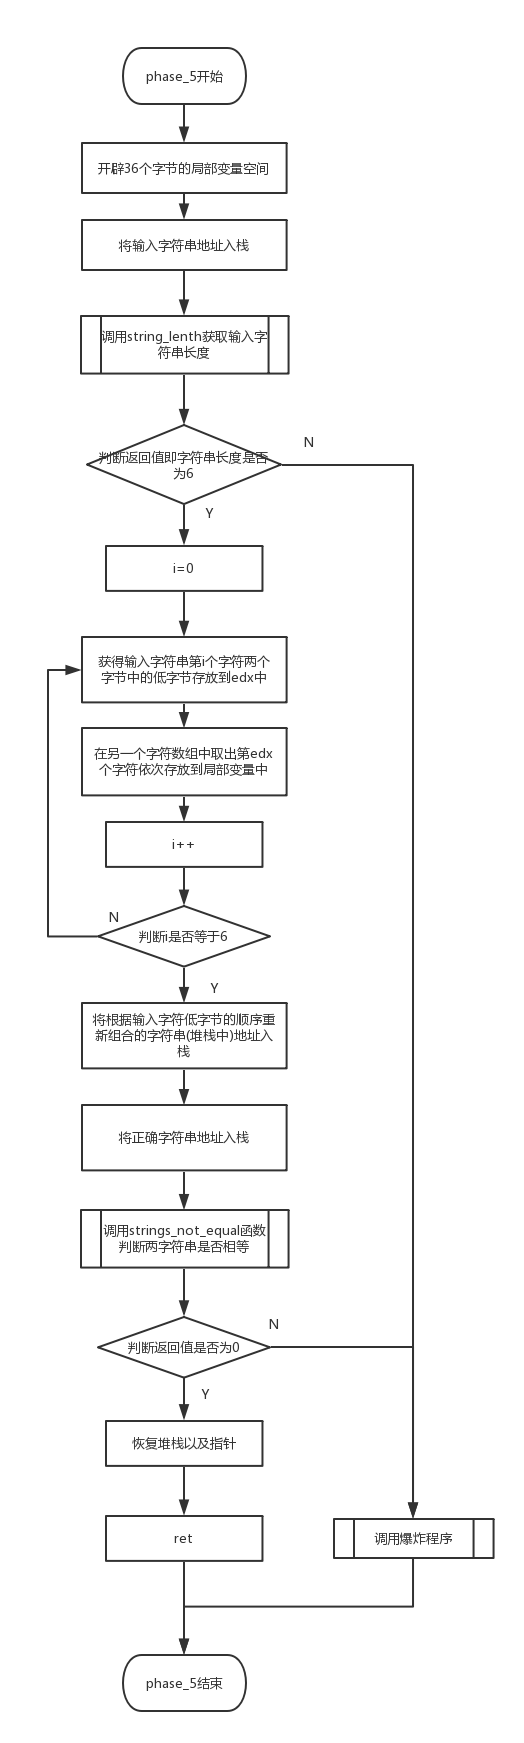 phase_5开始
开辟36个字节的局部变量空间
将输入字符串地址入栈
调用string_lenth获取输入字
符串长度
判断返回值即字符串长度是否
为6
N
Y
i=0
获得输入字符串第i个字符两个
字节中的低字节存放到edx中
在另一个字符数组中取出第edx
个字符依次存放到局部变量中
i++
N
判断i是否等于6
Y
将根据输入字符低字节的顺序重
新组合的字符串(堆栈中)地址入
栈
将正确字符串地址入栈
调用strings_not_equal函数
判断两字符串是否相等
N
判断返回值是否为0
Y
恢复堆栈以及指针
ret
调用爆炸程序
phase_5结束